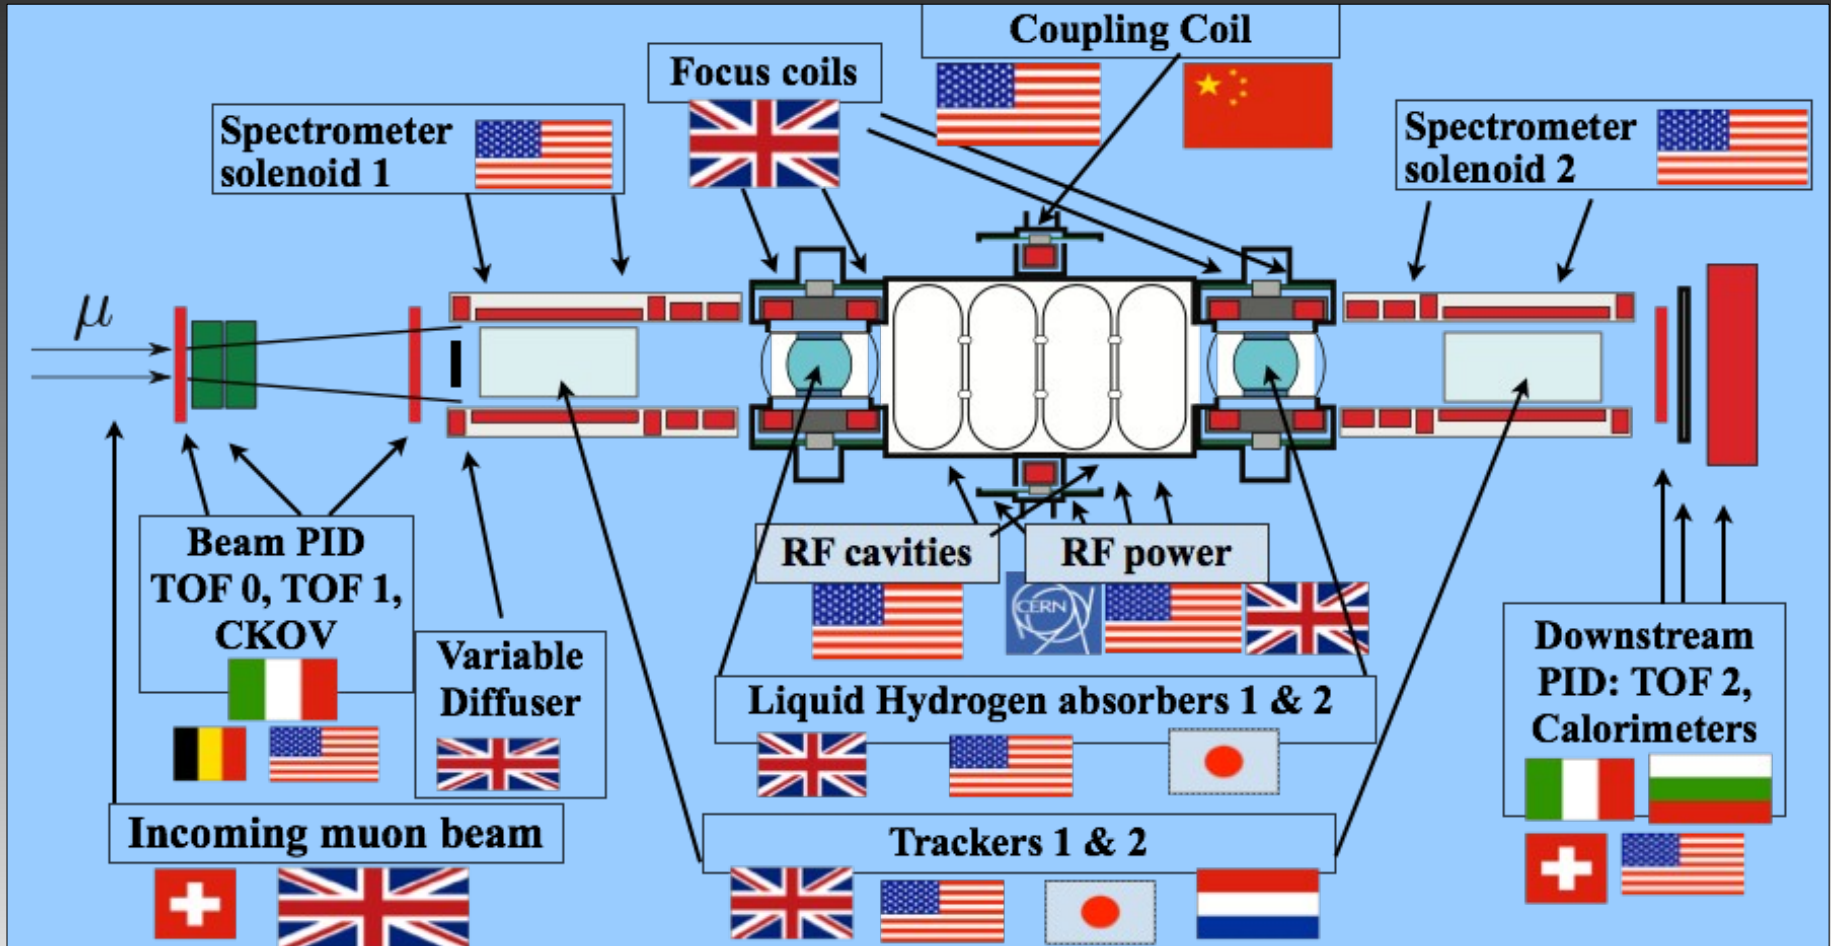 Coupling Coil
Focus coils
Spectrometer
solenoid 1
Spectrometer
solenoid 2
μ
Beam PID
TOF 0, TOF 1,
CKOV
Variable
Diffuser
RF cavities
RF power
CERN
Downstream
PID: TOF 2,
Calorimeters
Liquid Hydrogen absorbers 1 & 2
Incoming muon beam
Trackers 1 & 2